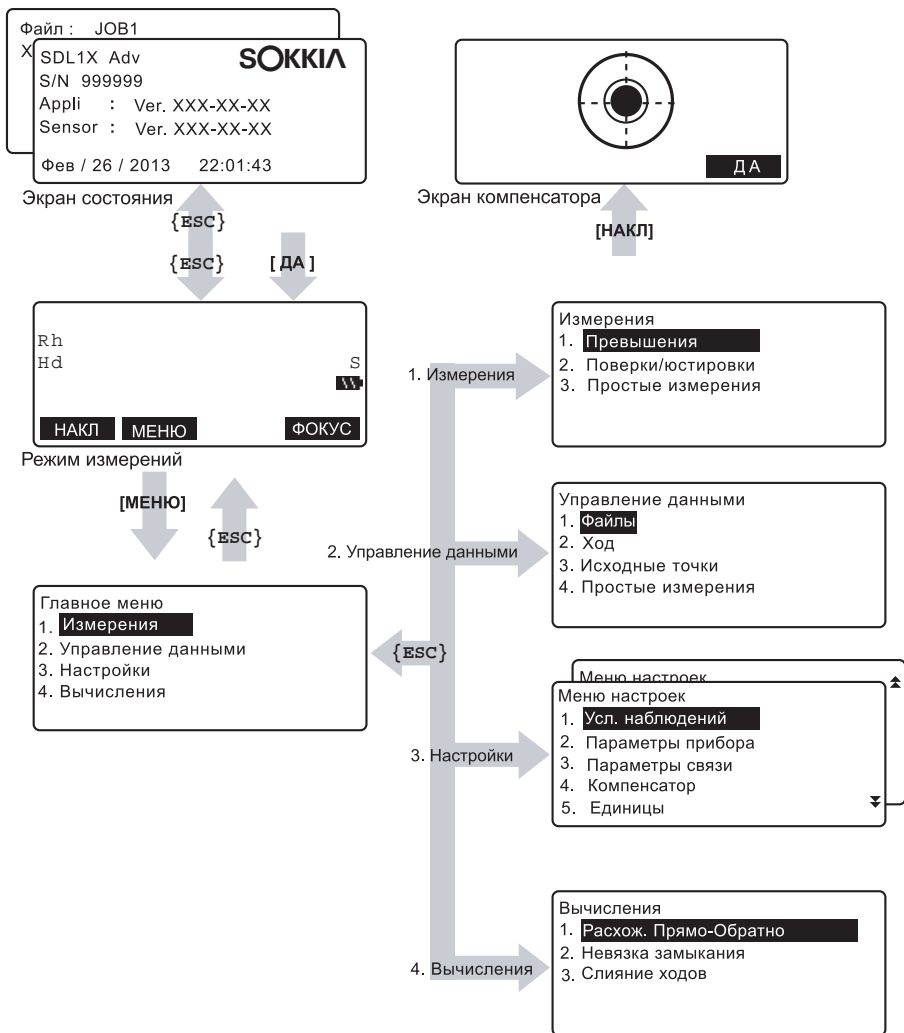 Файл : JOB1
X
SDL1X Adv SOKKIA
S/N 999999
Appli : Ver. XXX-XX-XX
Sensor : Ver. XXX-XX-XX
Фев / 26 / 2013 22:01:43
Экран состояния
{ESC}
{ESC}
[ ДА ]
ДА
Экран компенсатора
[НАКЛ]
Rh
Hd S
НАКЛ МЕНЮ ФОКУС
Режим измерений
[МЕНЮ]
{ESC}
Главное меню
1. Измерения
2. Управление данными
3. Настройки
4. Вычисления
{ESC}
1. Измерения
Измерения
1. Превышения
2. Поверки/юстировки
3. Простые измерения
2. Управление данными
Управление данными
1. Файлы
2. Ход
3. Исходные точки
4. Простые измерения
3. Настройки
Меню настроек
Меню настроек
1. Усл. наблюдений
2. Параметры прибора
3. Параметры связи
4. Компенсатор
5. Единицы
4. Вычисления
Вычисления
1. Расхож. Прямо-Обратно
2. Невязка замыкания
3. Слияние ходов